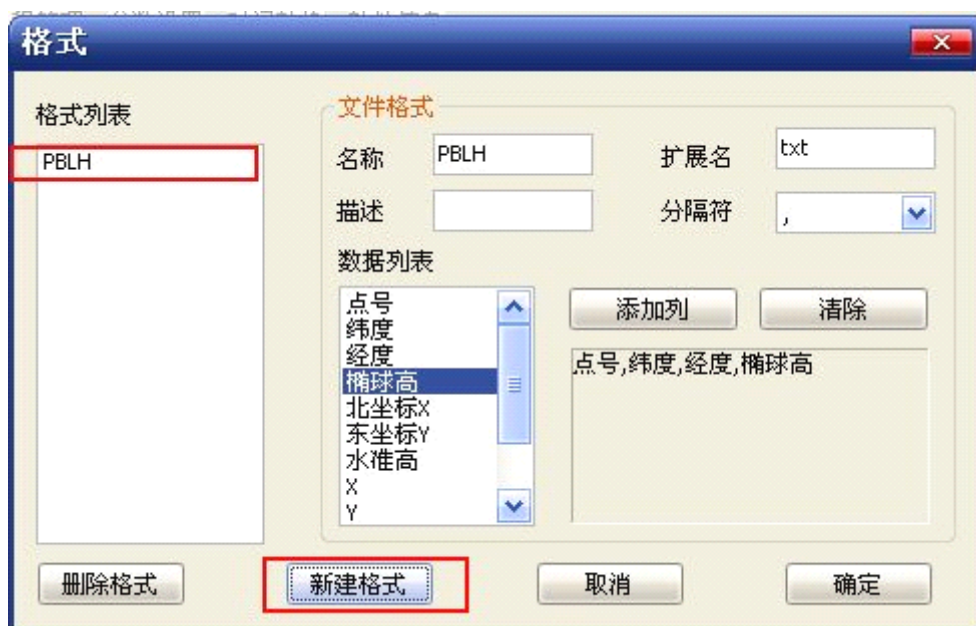 格式
格式列表
PBLH
文件格式
名称 PBLH 扩展名 txt
描述 分隔符 ,
数据列表
点号
纬度
经度
椭球高
北坐标X
东坐标Y
水准高
X
Y
添加列 清除
点号,纬度,经度,椭球高
删除格式 新建格式 取消 确定